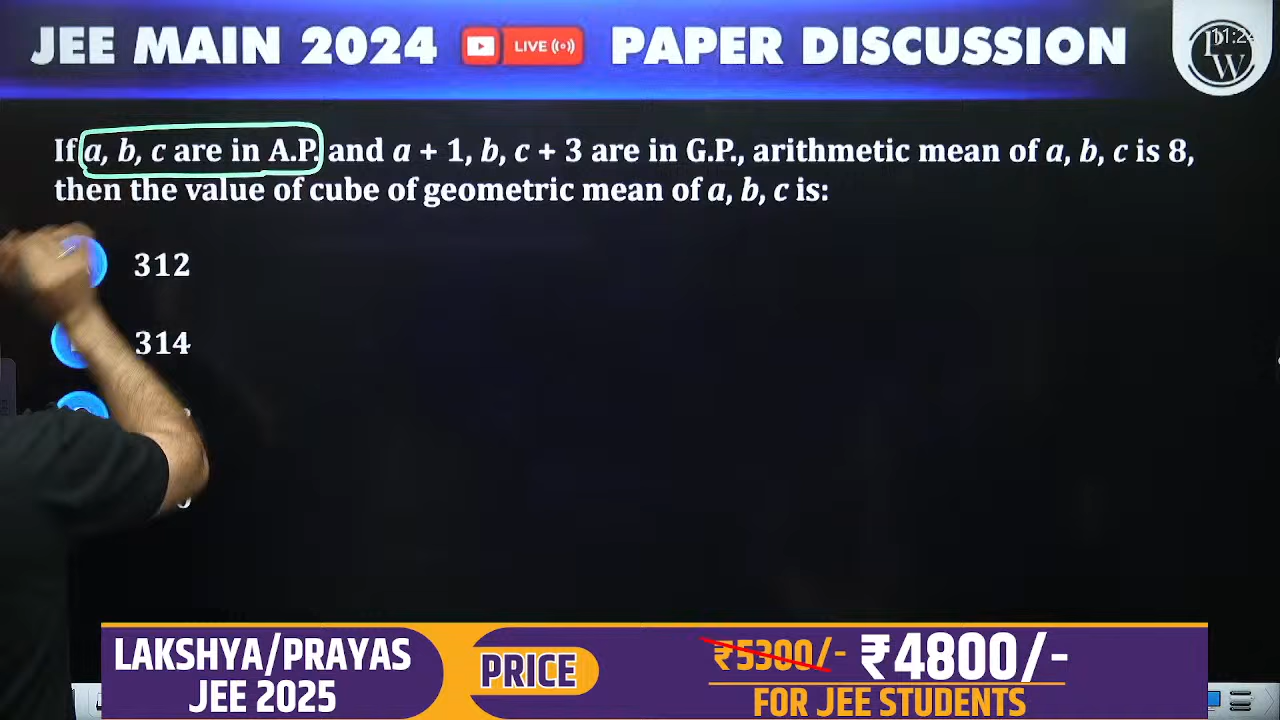 JEE MAIN 2024 LIVE PAPER DISCUSSION
If a, b, c are in A.P. and a + 1, b, c + 3 are in G.P., arithmetic mean of a, b, c is 8,
then the value of cube of geometric mean of a, b, c is:
312
314
LAKSHYA/PRAYAS
JEE 2025
PRICE
₹5300/- ₹4800/-
FOR JEE STUDENTS